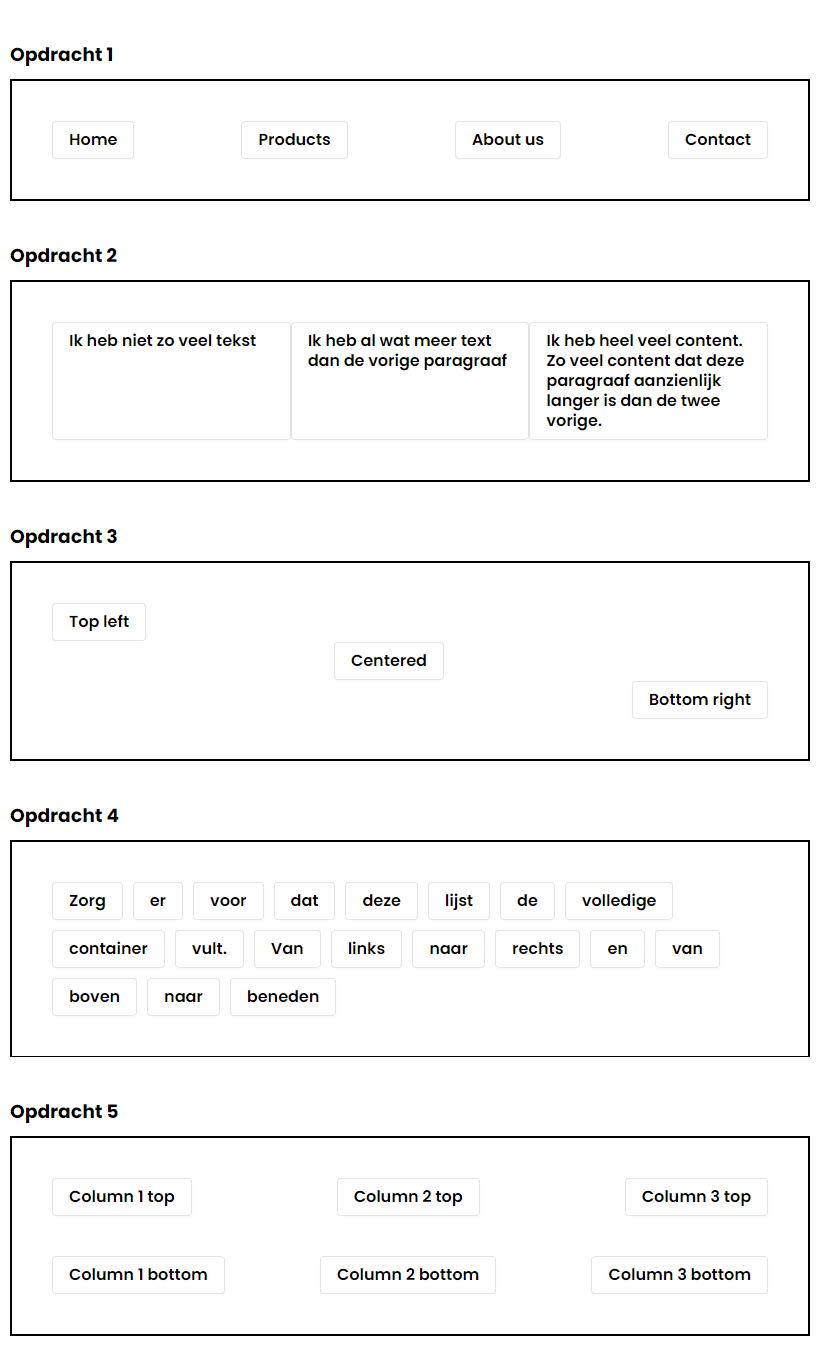 Opdracht 1
Home Products About us Contact
Opdracht 2
Ik heb niet zo veel tekst
Ik heb al wat meer text
dan de vorige paragraaf
Ik heb heel veel content.
Zo veel content dat deze
paragraaf aanzienlijk
langer is dan de twee
vorige.
Opdracht 3
Top left
Centered
Bottom right
Opdracht 4
Zorg er voor dat deze lijst de volledige
container vult. Van links naar rechts en van
boven naar beneden
Opdracht 5
Column 1 top Column 2 top Column 3 top
Column 1 bottom Column 2 bottom Column 3 bottom